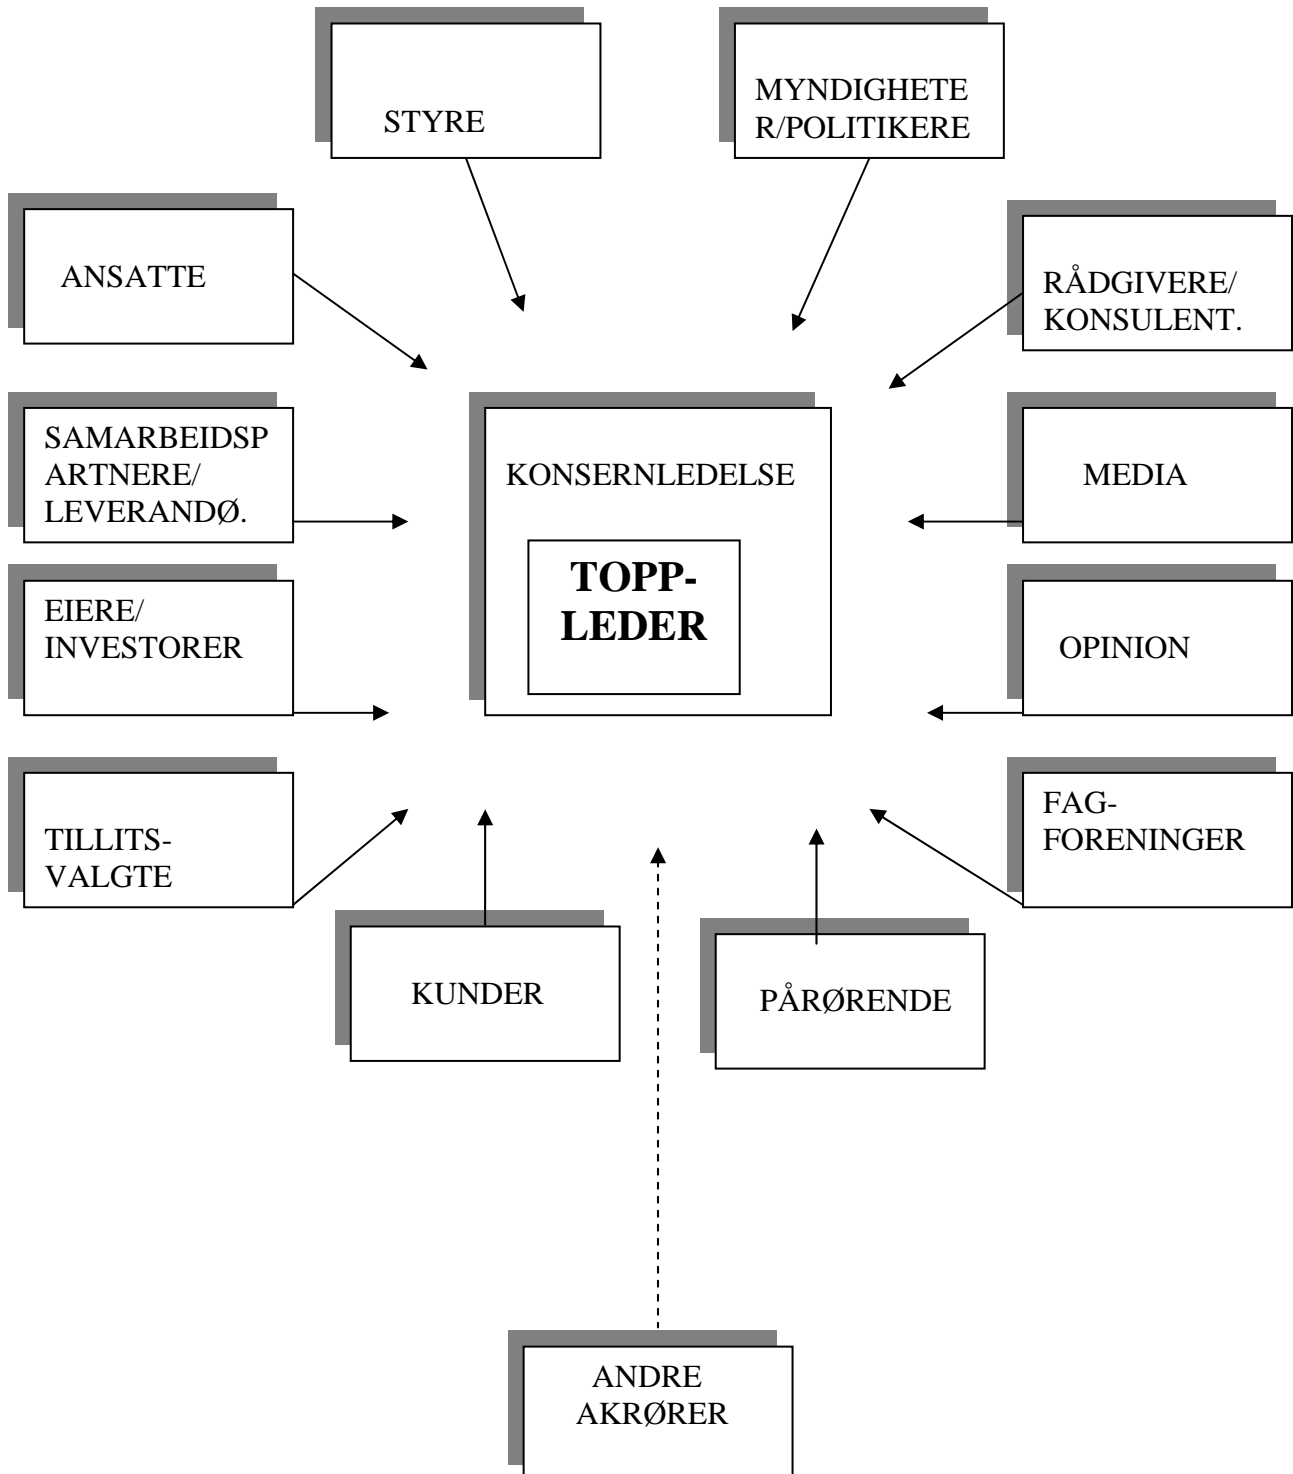 STYRE
MYNDIGHETE
R/POLITIKERE
ANSATTE
RÅDGIVERE/
KONSULENT.
SAMARBEIDSP
ARTNERE/
LEVERANDØ.
KONSERNLEDELSE
TOPP-
LEDER
MEDIA
EIERE/
INVESTORER
OPINION
TILLITS-
VALGTE
FAG-
FORENINGER
KUNDER
PÅRØRENDE
ANDRE
AKRØRER